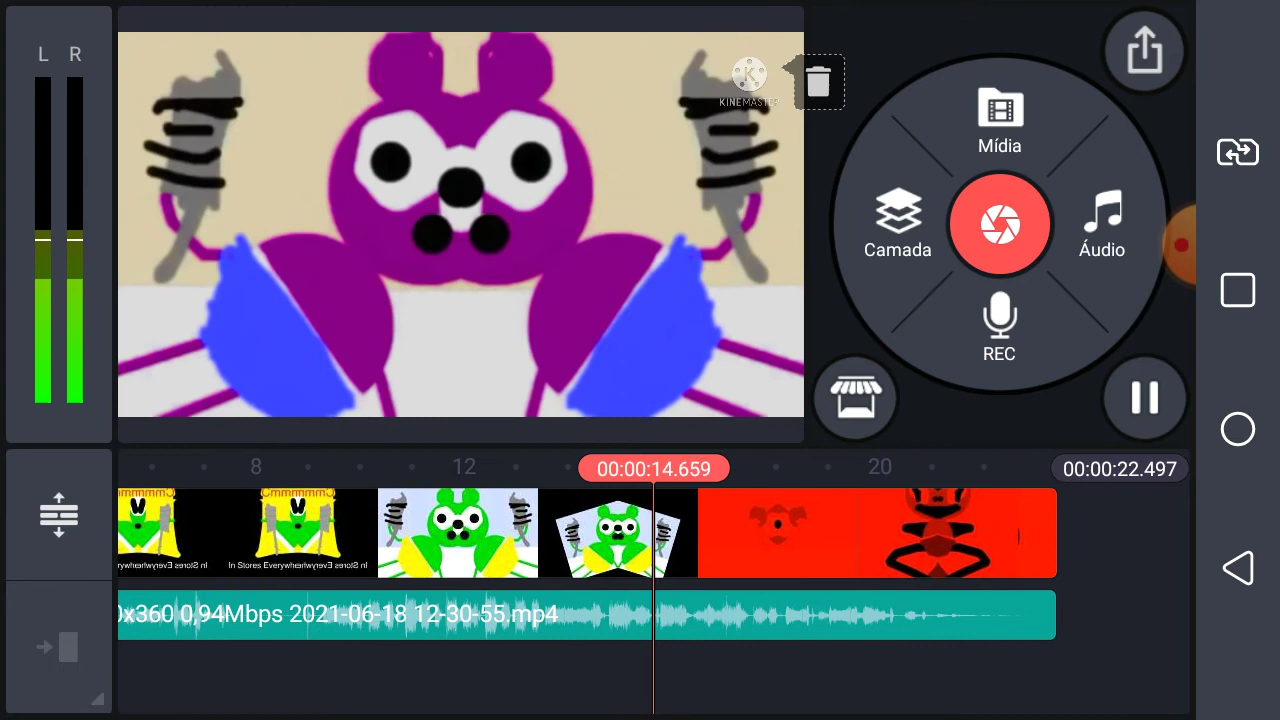 L R
KINEMASTER
Mídia
Camada
Áudio
REC
8
12
00:00:14.659
20
00:00:22.497
In Stores Everywhere
0x360 0,94Mbps 2021-06-18 12-30-55.mp4